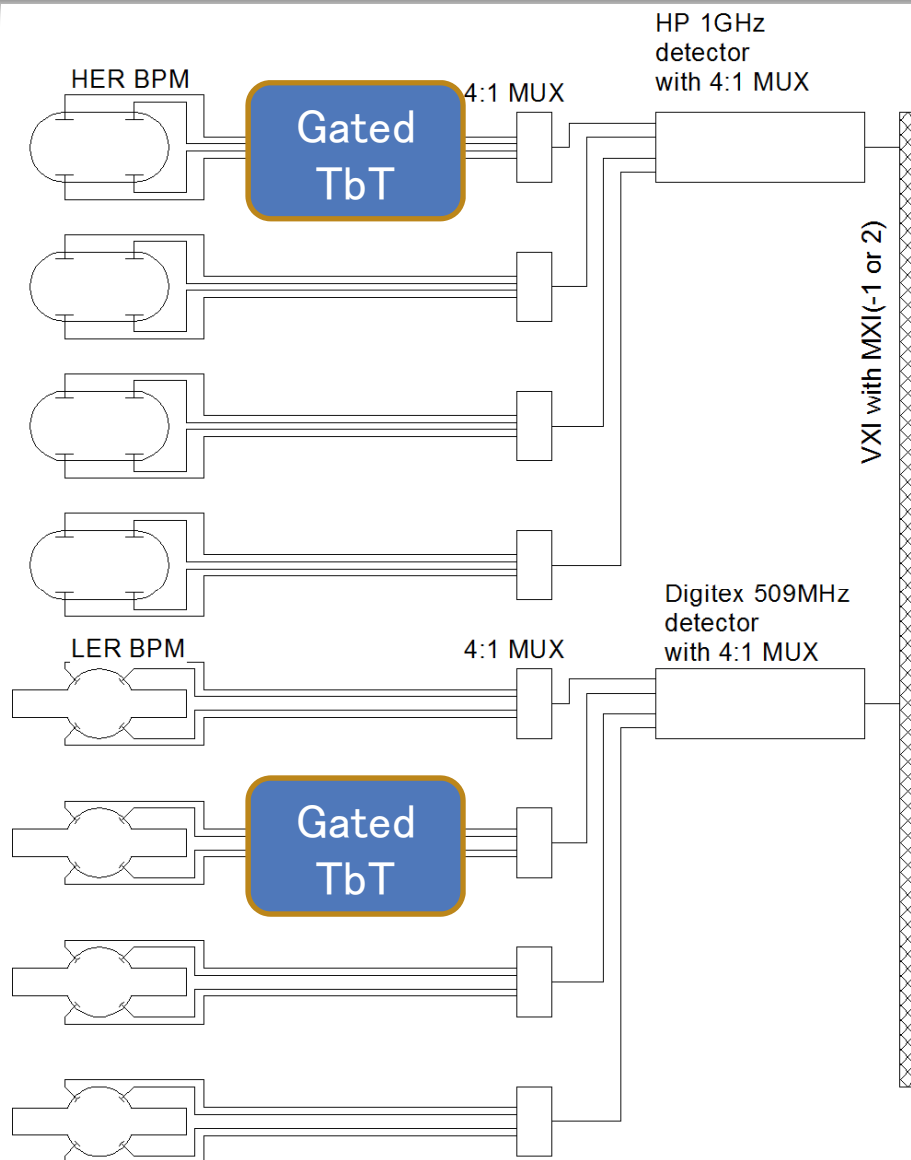 HP 1GHz
detector
with 4:1 MUX
HER BPM
4:1 MUX
Gated
TbT
VXI with MXI(-1 or 2)
Digitex 509MHz
detector
with 4:1 MUX
LER BPM
4:1 MUX
Gated
TbT